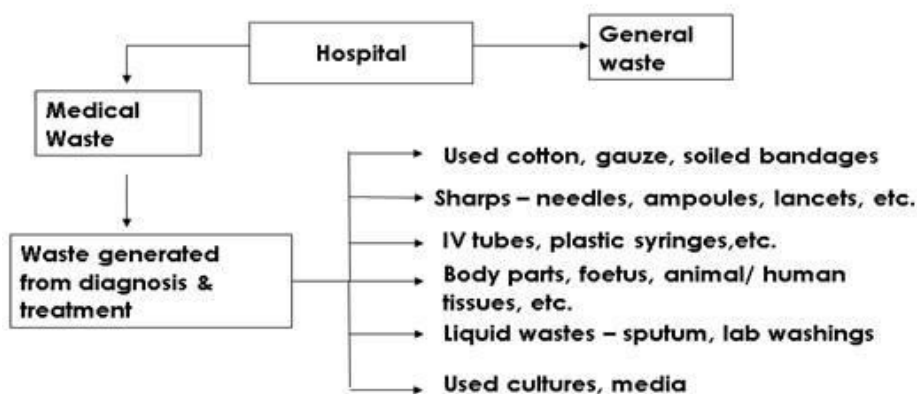 Hospital
General
waste
Medical
Waste
Waste generated
from diagnosis &
treatment
Used cotton, gauze, soiled bandages
Sharps – needles, ampoules, lancets, etc.
IV tubes, plastic syringes,etc.
Body parts, foetus, animal/ human
tissues, etc.
Liquid wastes – sputum, lab washings
Used cultures, media